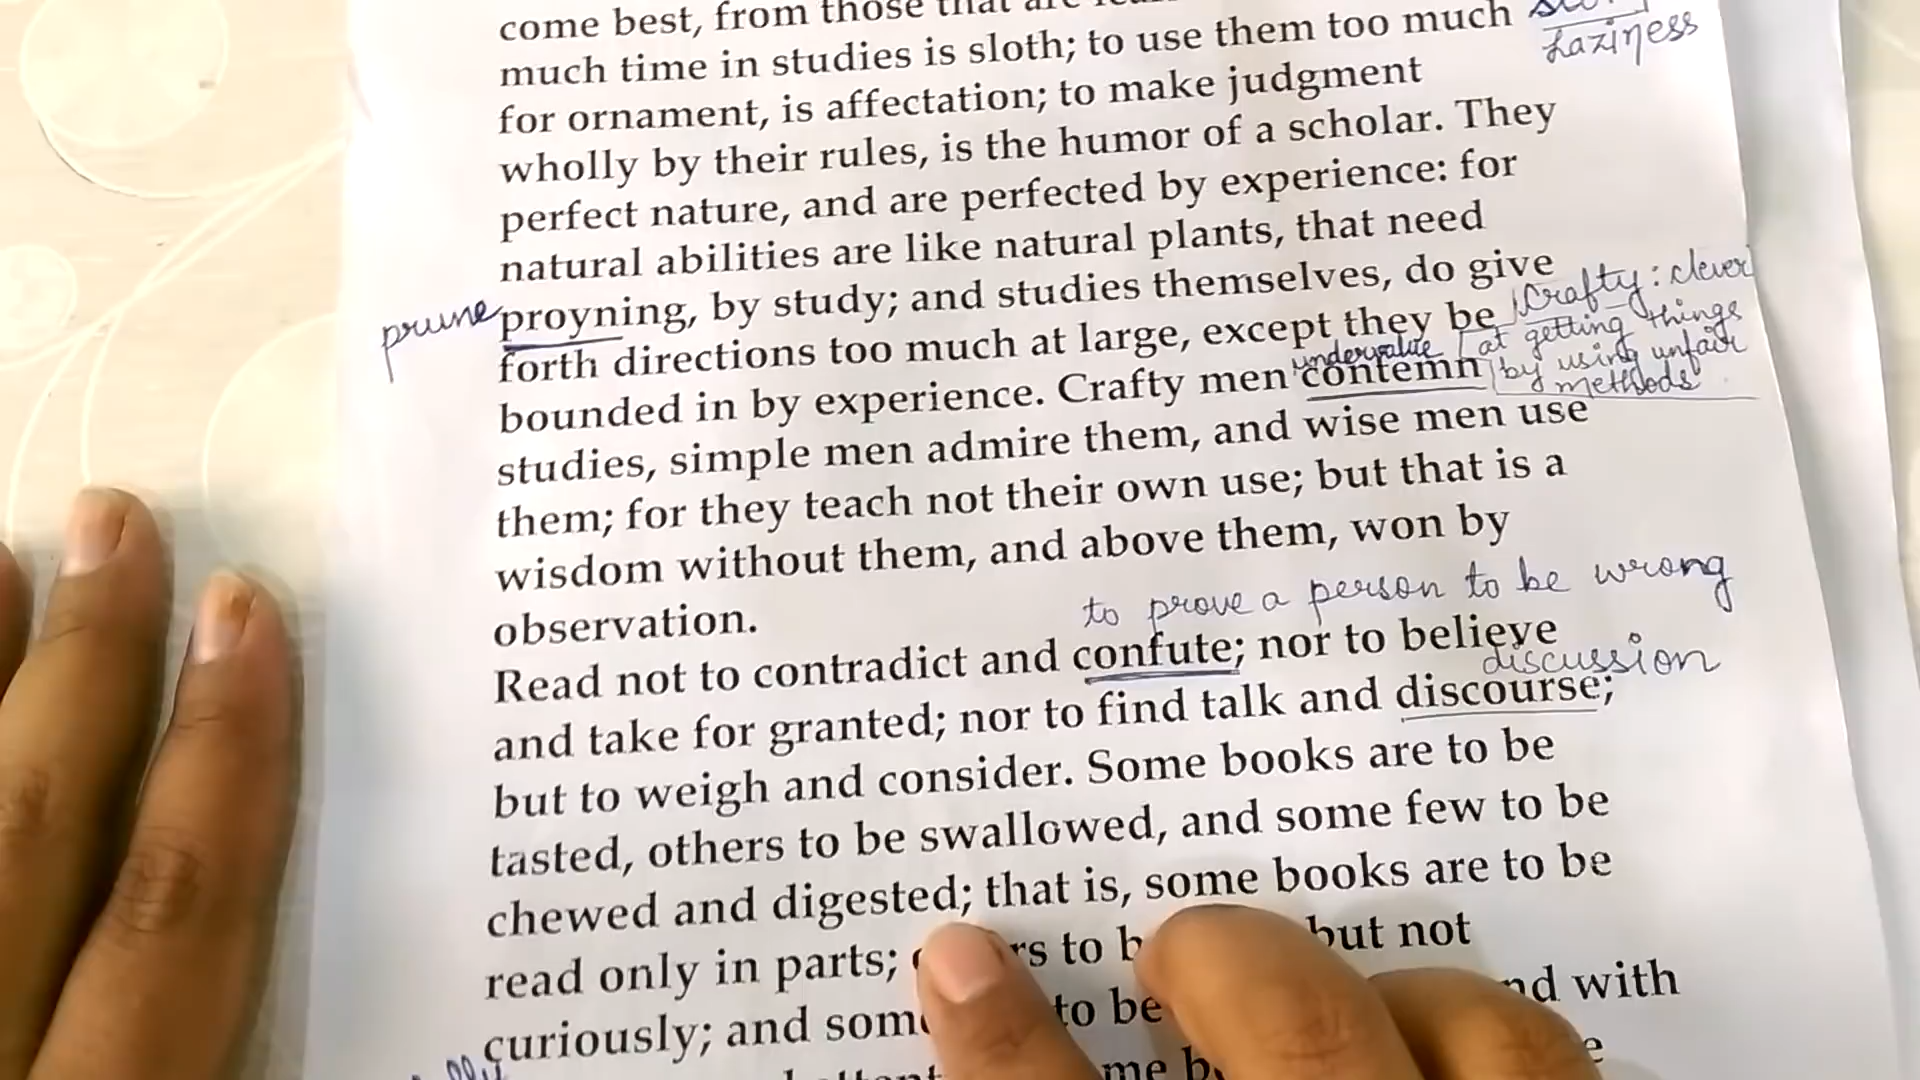 come best, from those that are
much time in studies is sloth; to use them too much
Laziness
for ornament, is affectation; to make judgment
wholly by their rules, is the humor of a scholar. They
perfect nature, and are perfected by experience: for
natural abilities are like natural plants, that need
prune proyning, by study; and studies themselves, do give
Crafty: clever
at getting things
by using unfair
methods
forth directions too much at large, except they be
undervalue
bounded in by experience. Crafty men contemn
studies, simple men admire them, and wise men use
them; for they teach not their own use; but that is a
wisdom without them, and above them, won by
observation.
to prove a person to be wrong
Read not to contradict and confute; nor to believe
discussion
and take for granted; nor to find talk and discourse;
but to weigh and consider. Some books are to be
tasted, others to be swallowed, and some few to be
chewed and digested; that is, some books are to be
read only in parts; to but not
curiously; and some to be with